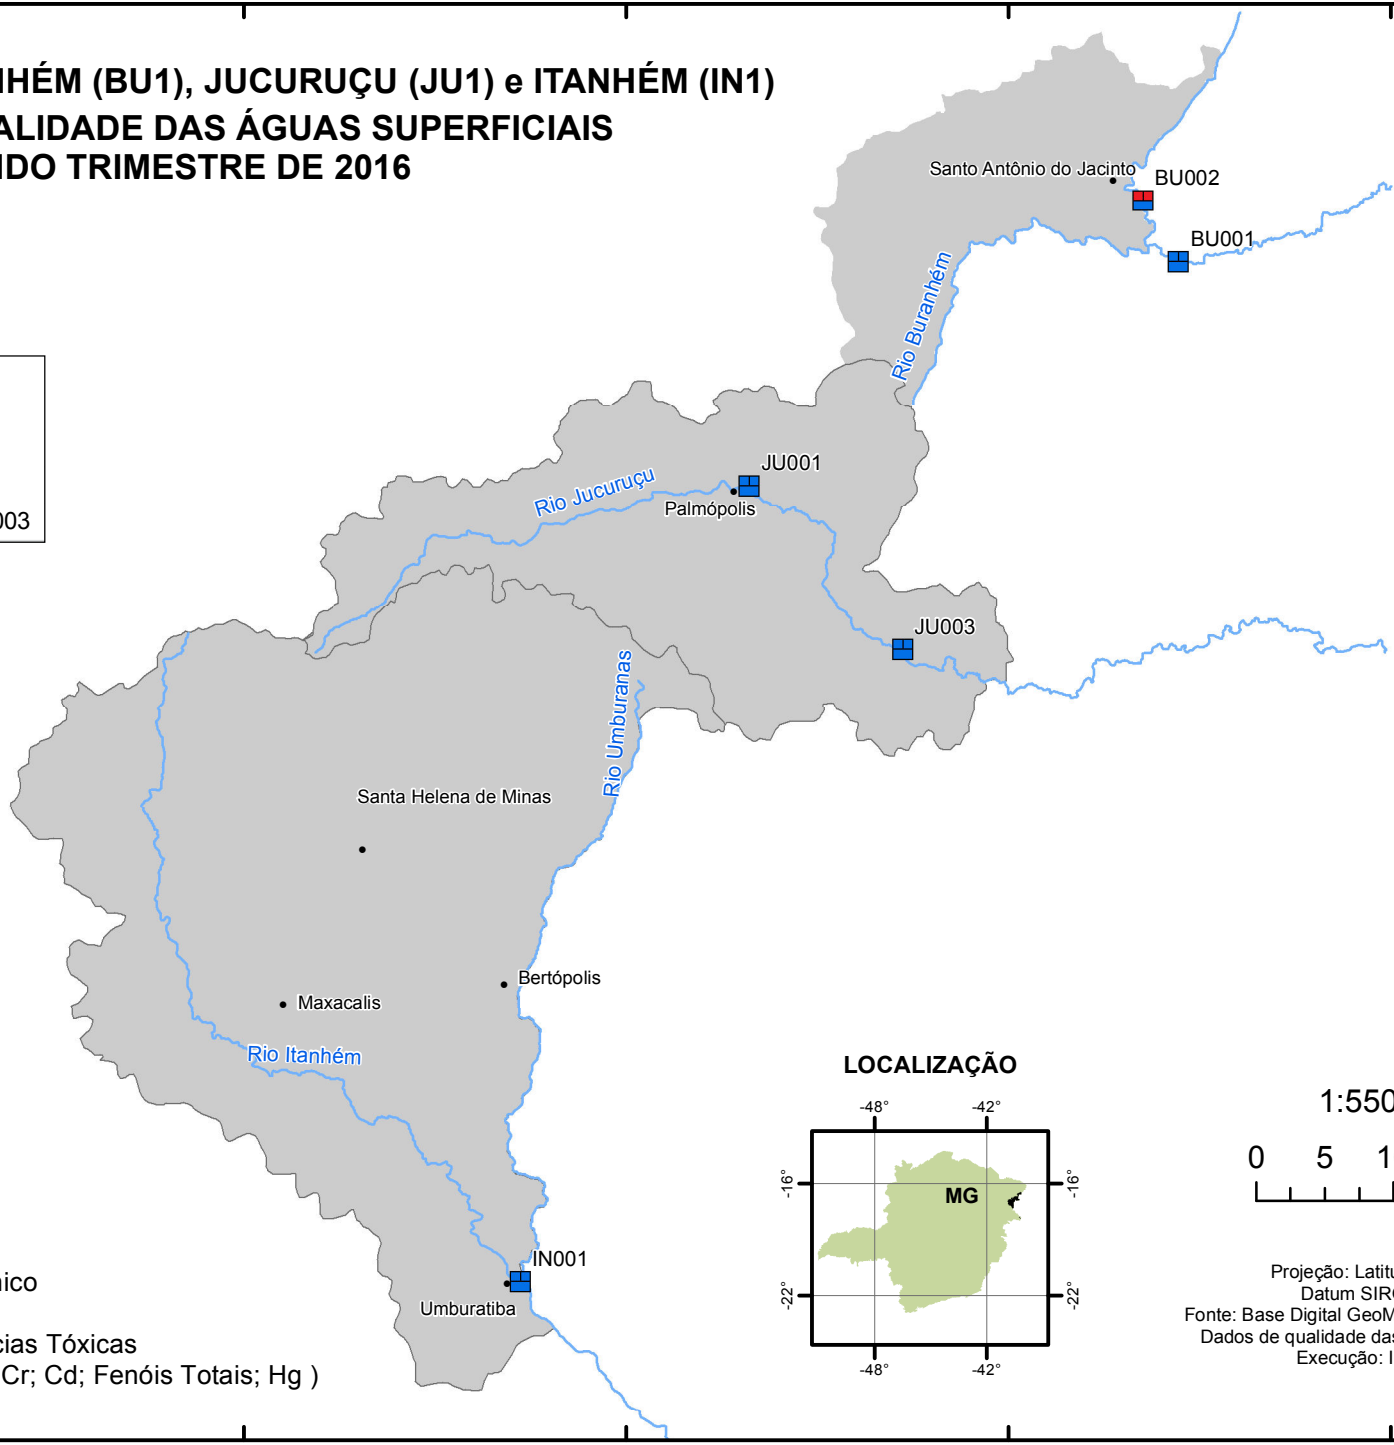 NHÉM (BU1), JUCURUÇU (JU1) e ITANHÉM (IN1)
ALIDADE DAS ÁGUAS SUPERFICIAIS
NDO TRIMESTRE DE 2016
Santo Antônio do Jacinto
BU002
BU001
Rio Buranhém
003
JU001
Rio Jucuruçu
Palmópolis
JU003
Rio Umburanas
Santa Helena de Minas
Bertópolis
Maxacalis
Rio Itanhém
LOCALIZAÇÃO
-48° -42°
-16° MG -16°
-22° -22°
-48° -42°
1:550
0 5 1
IN001
Umburatiba
nico
cias Tóxicas
Cr; Cd; Fenóis Totais; Hg )
Projeção: Latitu
Datum SIRG
Fonte: Base Digital GeoM
Dados de qualidade das
Execução: I